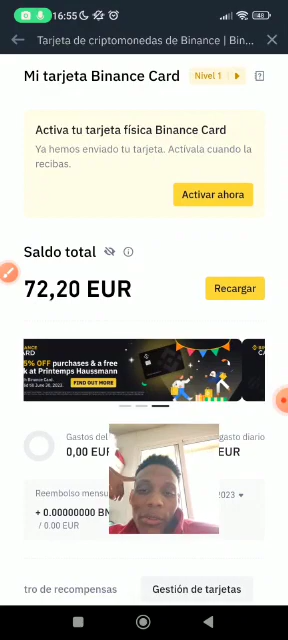 16:55
48
Tarjeta de criptomonedas de Binance | Bin...
Mi tarjeta Binance Card
Nivel 1
Activa tu tarjeta física Binance Card
Ya hemos enviado tu tarjeta. Actívala cuando la
recibas.
Activar ahora
Saldo total
72,20 EUR
Recargar
5% OFF purchases & a free
at Printemps Haussmann
FIND OUT MORE
Gastos del
gasto diario
0,00 EUR
EUR
Reembolso mensu
2023
+ 0.00000000 BN
/ 0.00 EUR
tro de recompensas
Gestión de tarjetas